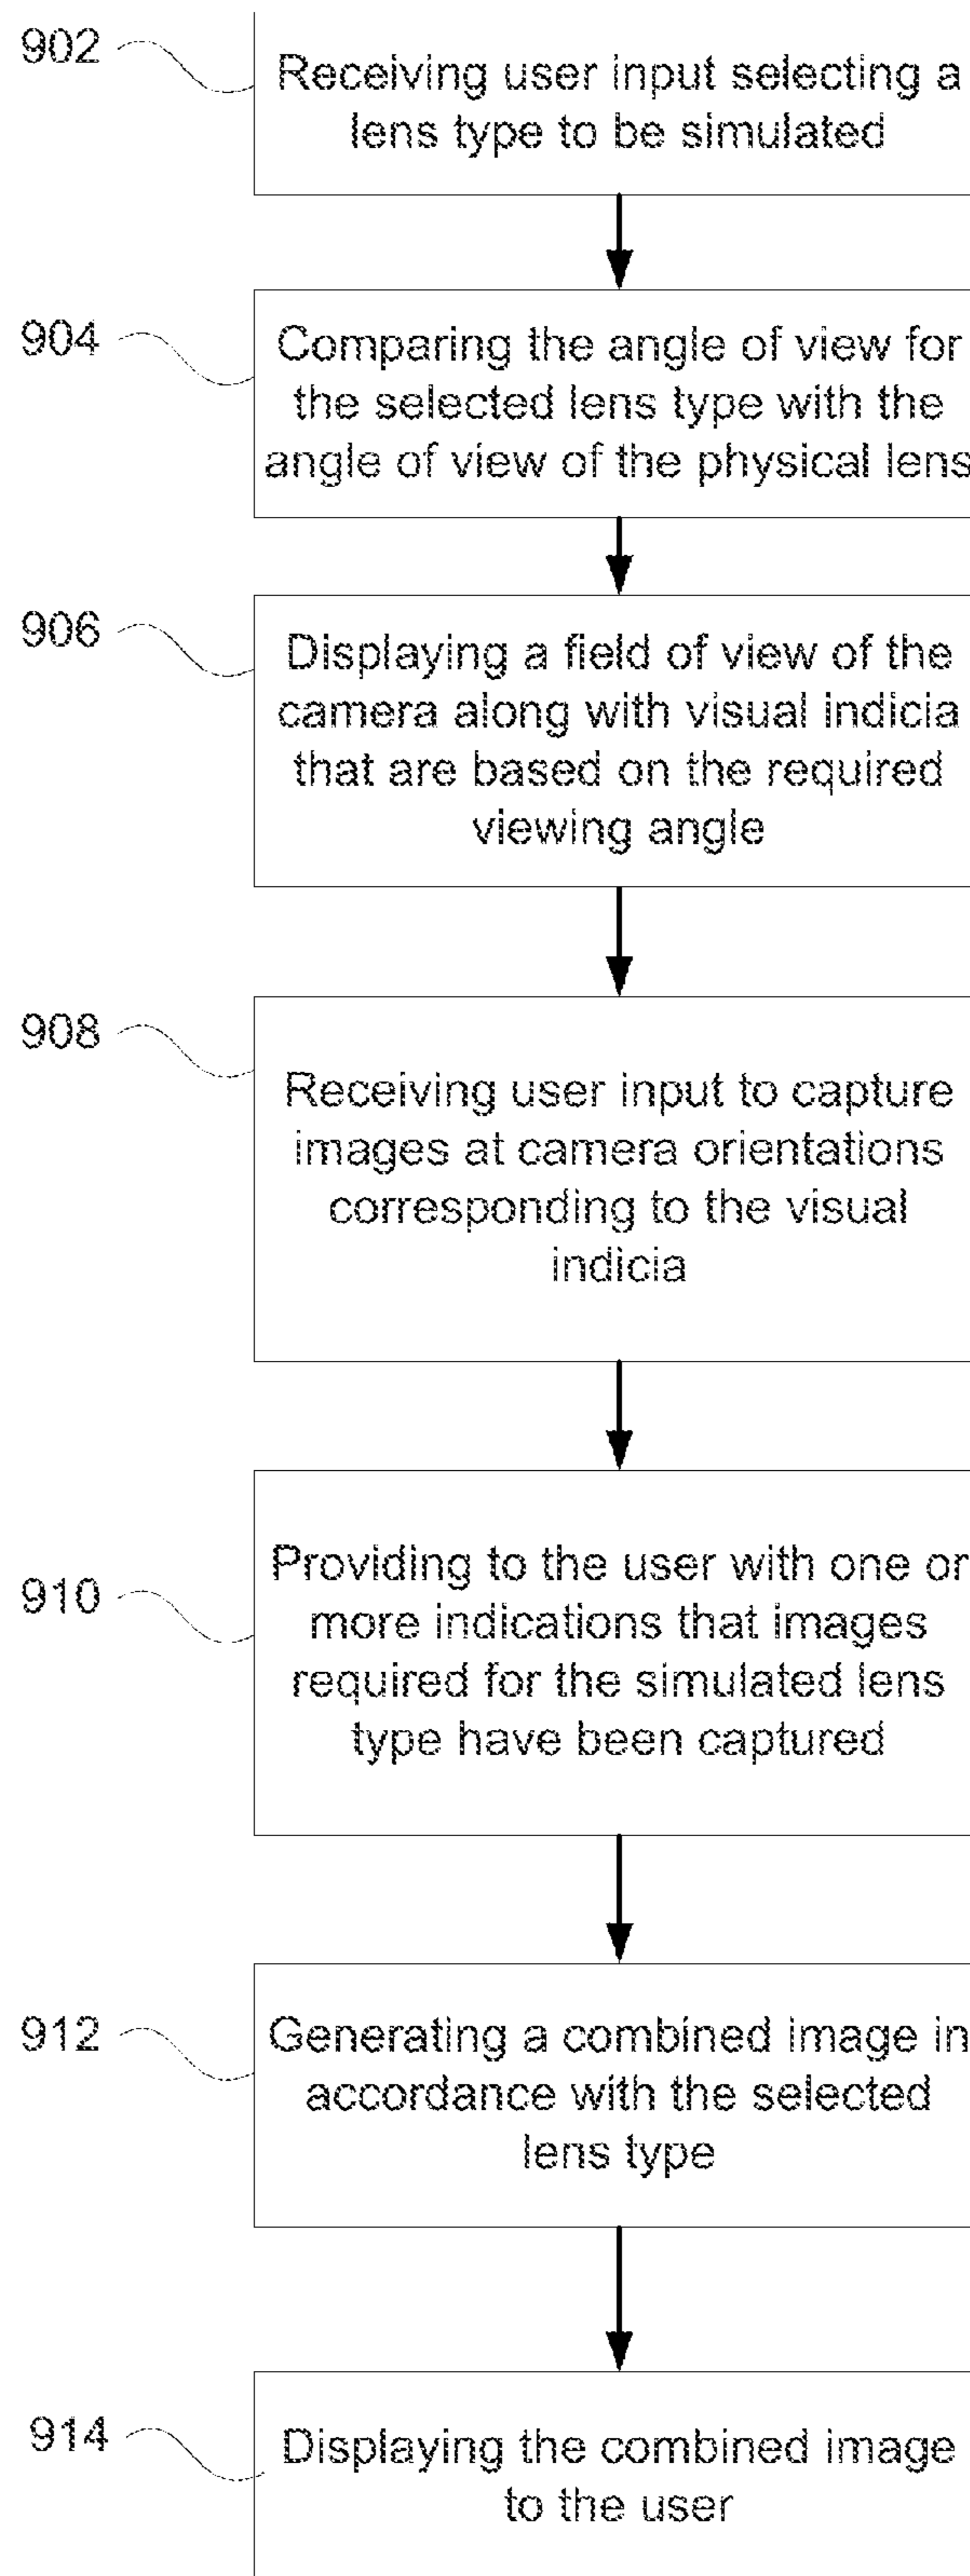 902
Receiving user input selecting a
lens type to be simulated
904
Comparing the angle of view for
the selected lens type with the
angle of view of the physical lens
906
Displaying a field of view of the
camera along with visual indicia
that are based on the required
viewing angle
908
Receiving user input to capture
images at camera orientations
corresponding to the visual
indicia
910
Providing to the user with one or
more indications that images
required for the simulated lens
type have been captured
912
Generating a combined image in
accordance with the selected
lens type
914
Displaying the combined image
to the user